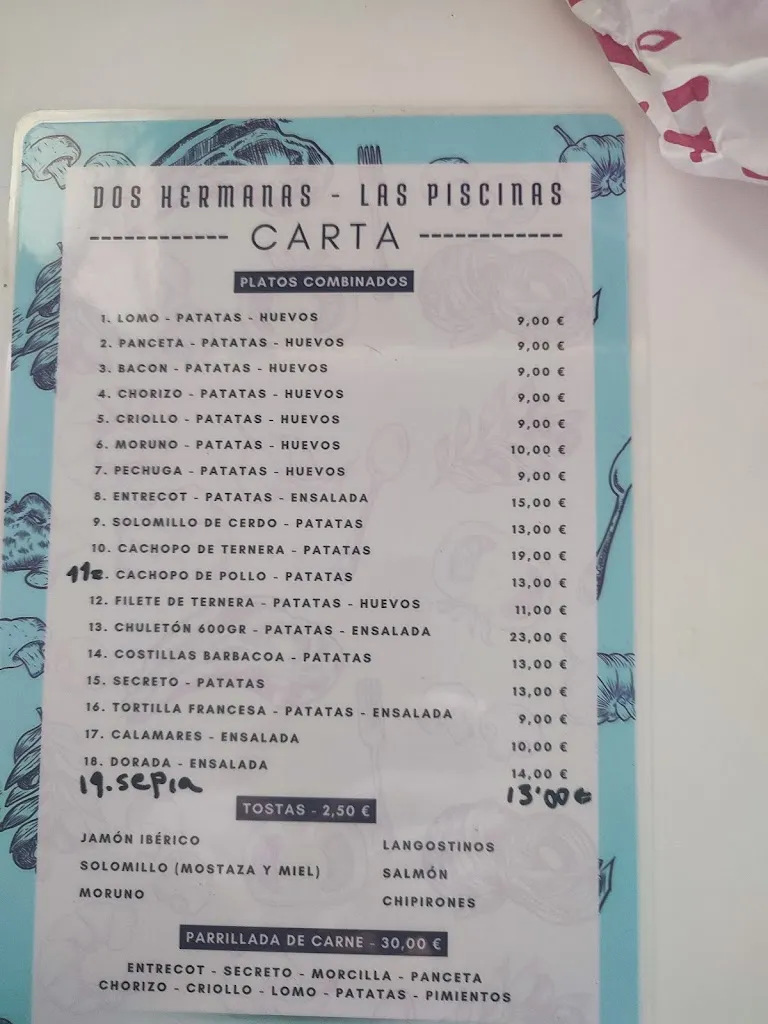 DOS HERMANAS - LAS PISCINAS
------------ CARTA ------------
PLATOS COMBINADOS
1. LOMO - PATATAS - HUEVOS 9,00 €
2. PANCETA - PATATAS - HUEVOS 9,00 €
3. BACON - PATATAS - HUEVOS 9,00 €
4. CHORIZO - PATATAS - HUEVOS 9,00 €
5. CRIOLLO - PATATAS - HUEVOS 9,00 €
6. MORUNO - PATATAS - HUEVOS 10,00 €
7. PECHUGA - PATATAS - HUEVOS 9,00 €
8. ENTRECOT - PATATAS - ENSALADA 15,00 €
9. SOLOMILLO DE CERDO - PATATAS 13,00 €
10. CACHOPO DE TERNERA - PATATAS 19,00 €
11. CACHOPO DE POLLO - PATATAS 13,00 €
12. FILETE DE TERNERA - PATATAS - HUEVOS 11,00 €
13. CHULETÓN 600GR - PATATAS - ENSALADA 23,00 €
14. COSTILLAS BARBACOA - PATATAS 13,00 €
15. SECRETO - PATATAS 13,00 €
16. TORTILLA FRANCESA - PATATAS - ENSALADA 9,00 €
17. CALAMARES - ENSALADA 10,00 €
18. DORADA - ENSALADA 14,00 €
19. sepia 13'00 €
TOSTAS - 2,50 €
JAMÓN IBÉRICO LANGOSTINOS
SOLOMILLO (MOSTAZA Y MIEL) SALMÓN
MORUNO CHIPIRONES
PARRILLADA DE CARNE - 30,00 €
ENTRECOT - SECRETO - MORCILLA - PANCETA
CHORIZO - CRIOLLO - LOMO - PATATAS - PIMIENTOS